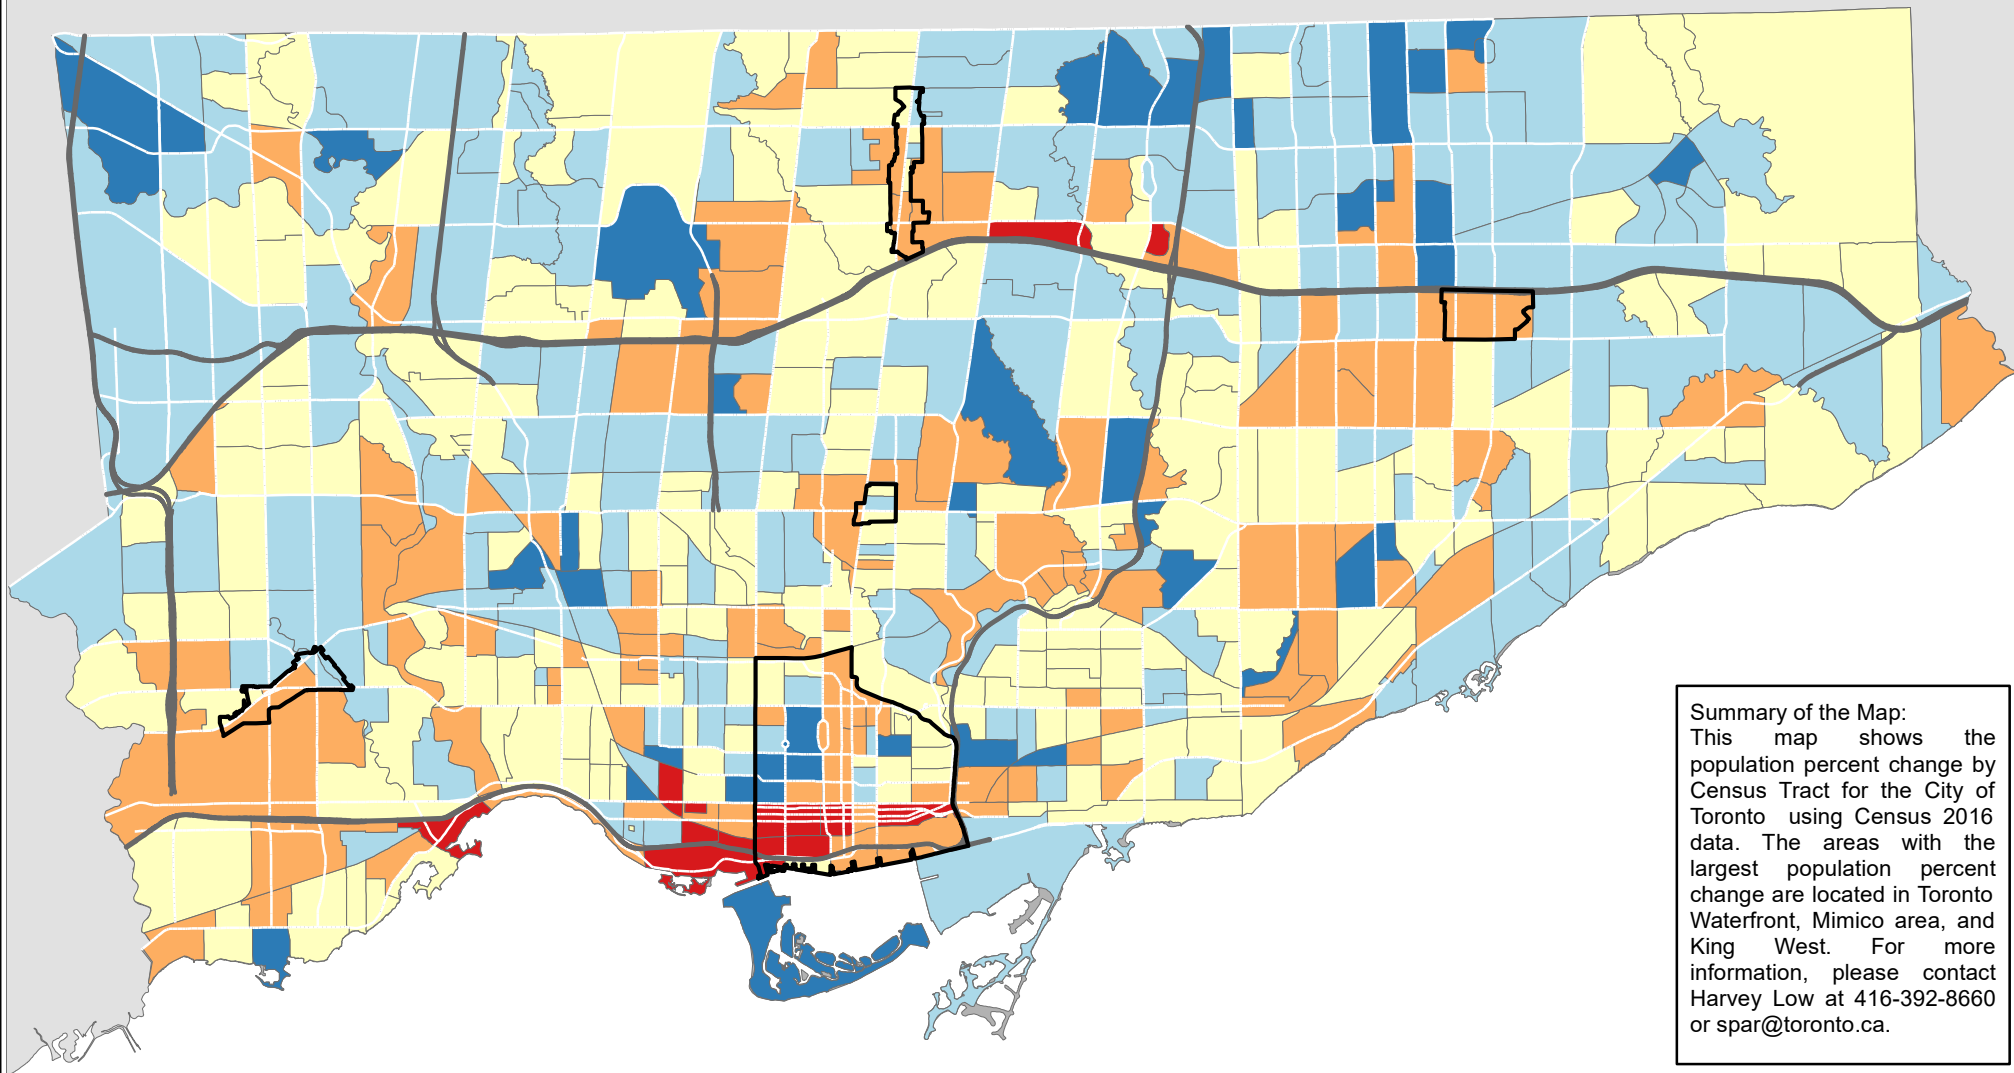 Summary of the Map:
This map shows the
population percent change by
Census Tract for the City of
Toronto using Census 2016
data. The areas with the
largest population percent
change are located in Toronto
Waterfront, Mimico area, and
King West. For more
information, please contact
Harvey Low at 416-392-8660
or spar@toronto.ca.